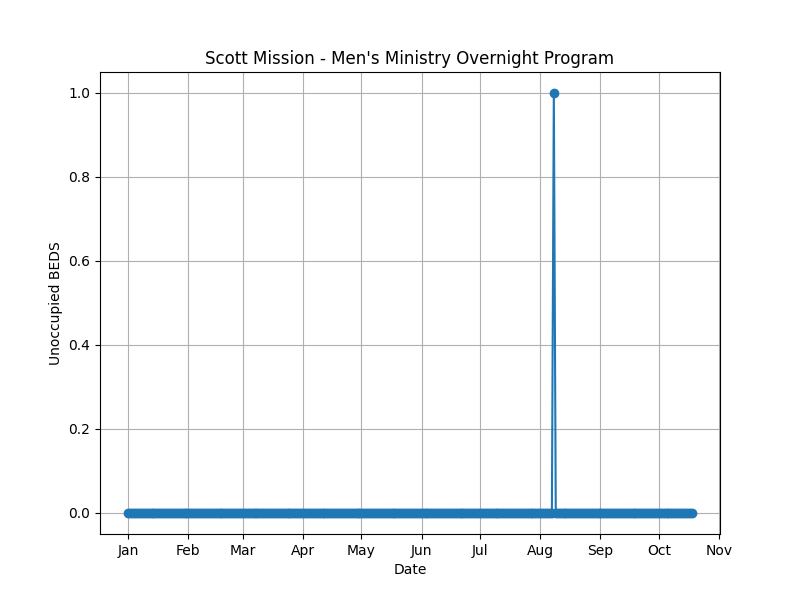 Scott Mission - Men's Ministry Overnight Program
1.0
0.8
0.6
0.4
0.2
0.0
Unoccupied BEDS
Jan Feb Mar Apr May Jun Jul Aug Sep Oct Nov
Date